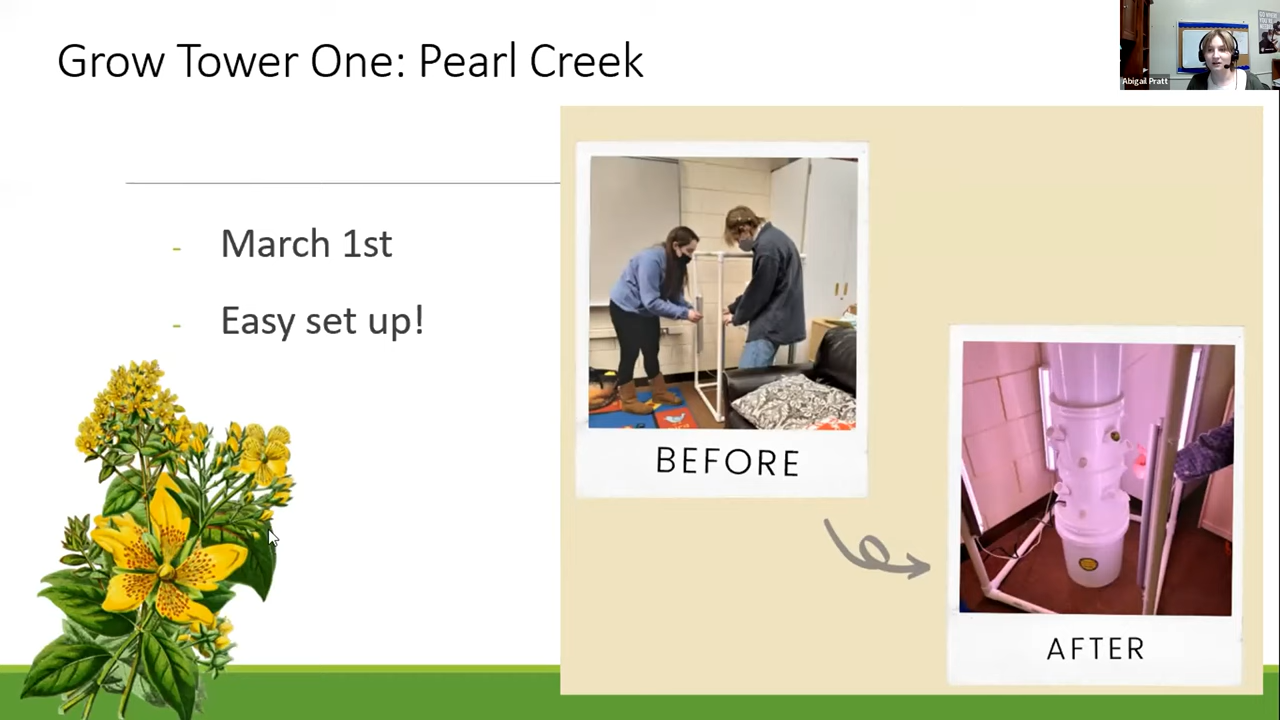 Grow Tower One: Pearl Creek
Abigail Pratt
- March 1st
- Easy set up!
BEFORE
AFTER